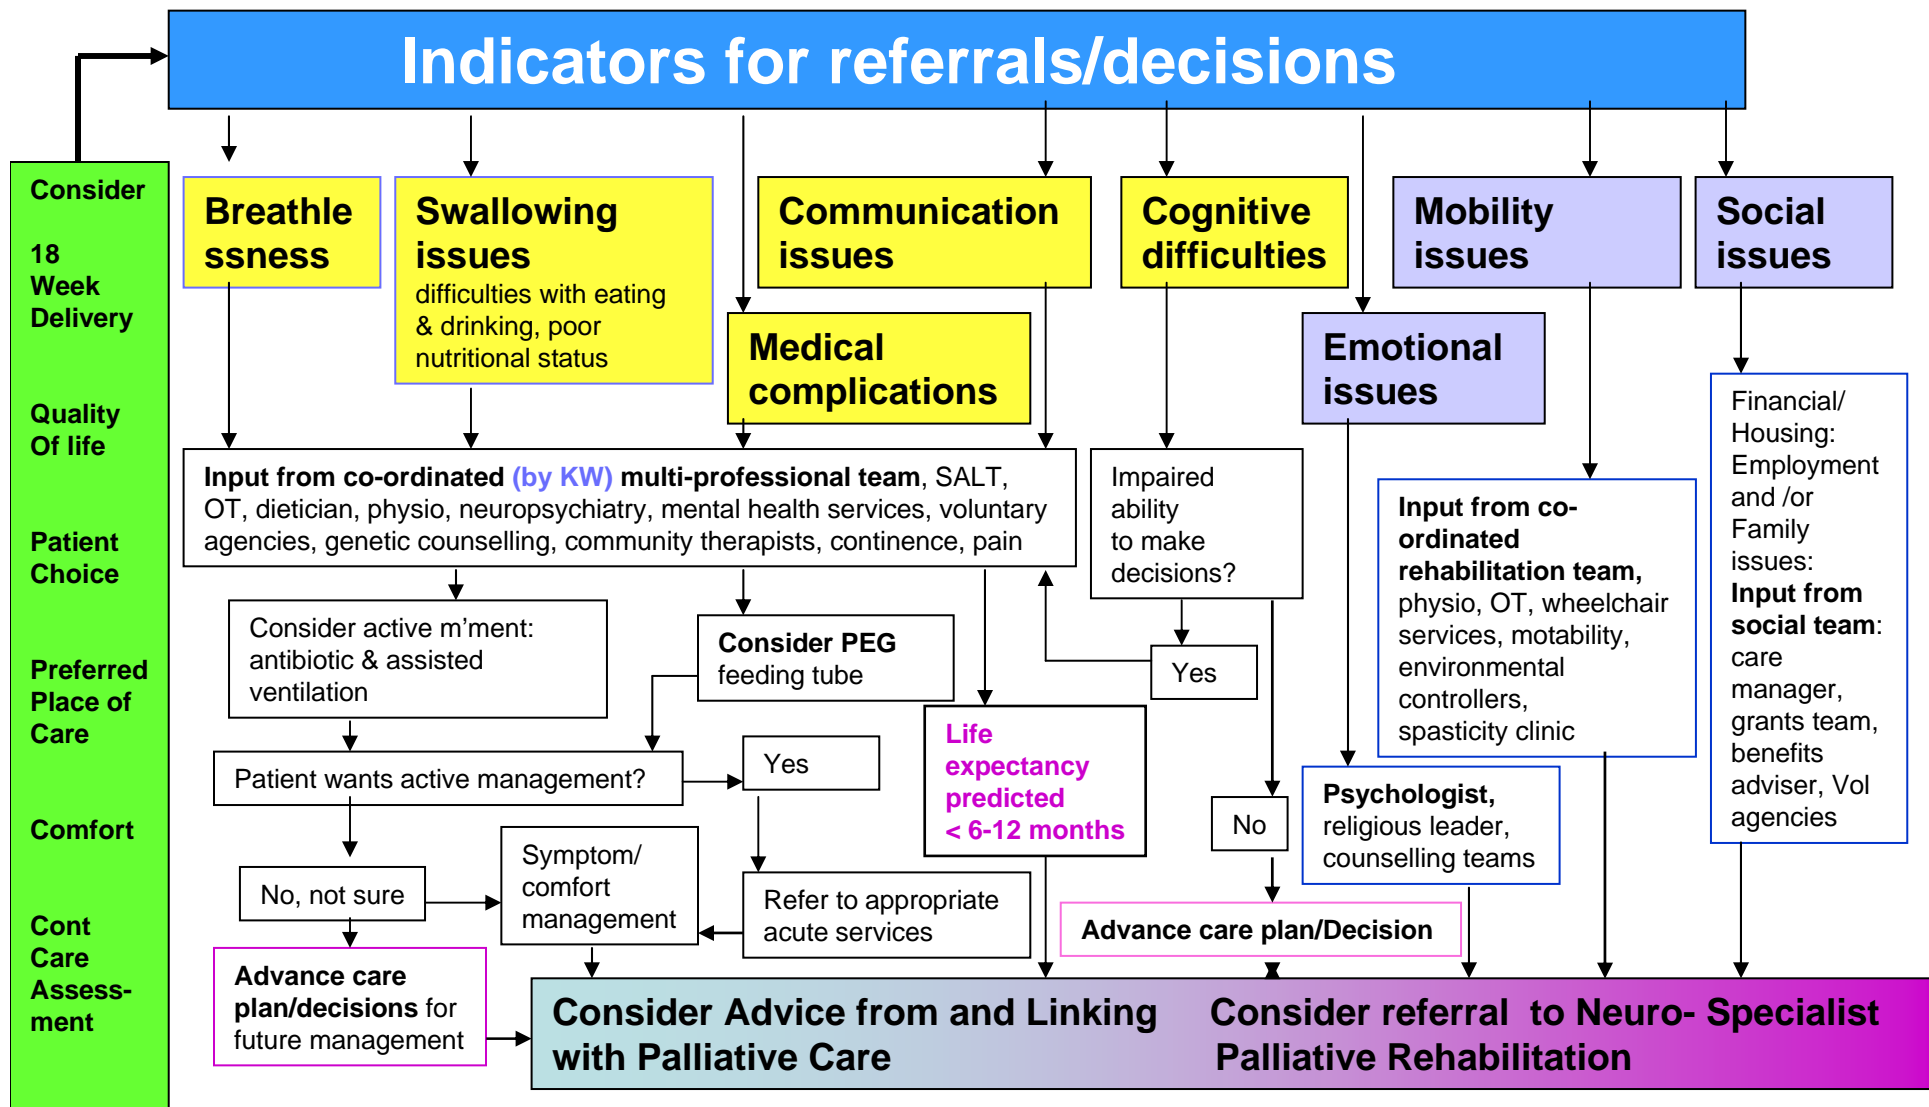 Indicators for referrals/decisions
Consider
18
Week
Delivery
Quality
Of life
Patient
Choice
Preferred
Place of
Care
Comfort
Cont
Care
Assess-
ment
Breathle
ssness
Swallowing
issues
difficulties with eating
& drinking, poor
nutritional status
Medical
complications
Communication
issues
Cognitive
difficulties
Emotional
issues
Mobility
issues
Social
issues
Input from co-ordinated (by KW) multi-professional team, SALT,
OT, dietician, physio, neuropsychiatry, mental health services, voluntary
agencies, genetic counselling, community therapists, continence, pain
Impaired
ability
to make
decisions?
Input from co-
ordinated
rehabilitation team,
physio, OT, wheelchair
services, motability,
environmental
controllers,
spasticity clinic
Financial/
Housing:
Employment
and /or
Family
issues:
Input from
social team:
care
manager,
grants team,
benefits
adviser, Vol
agencies
Consider active m’ment:
antibiotic & assisted
ventilation
Consider PEG
feeding tube
Yes
Life
expectancy
predicted
< 6-12 months
Patient wants active management?
Yes
No
Psychologist,
religious leader,
counselling teams
No, not sure
Symptom/
comfort
management
Refer to appropriate
acute services
Advance care plan/Decision
Advance care
plan/decisions for
future management
Consider Advice from and Linking
with Palliative Care
Consider referral to Neuro- Specialist
Palliative Rehabilitation